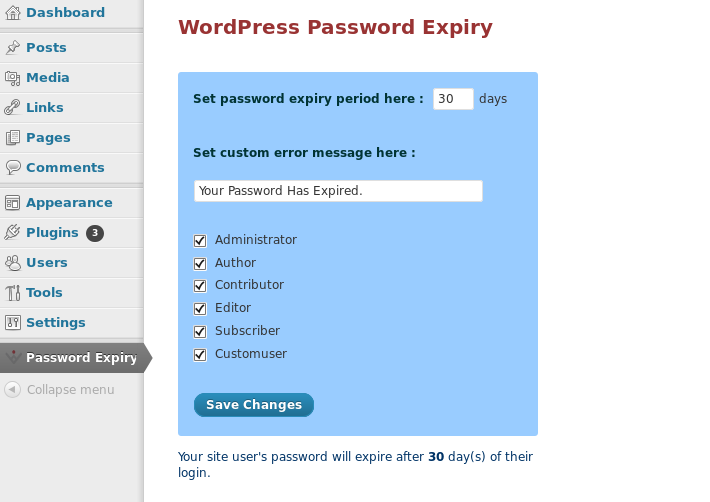 Dashboard
Posts
Media
Links
Pages
Comments
Appearance
Plugins 3
Users
Tools
Settings
Password Expiry
Collapse menu
WordPress Password Expiry
Set password expiry period here : 30 days
Set custom error message here :
Your Password Has Expired.
Administrator
Author
Contributor
Editor
Subscriber
Customuser
Save Changes
Your site user's password will expire after 30 day(s) of their
login.